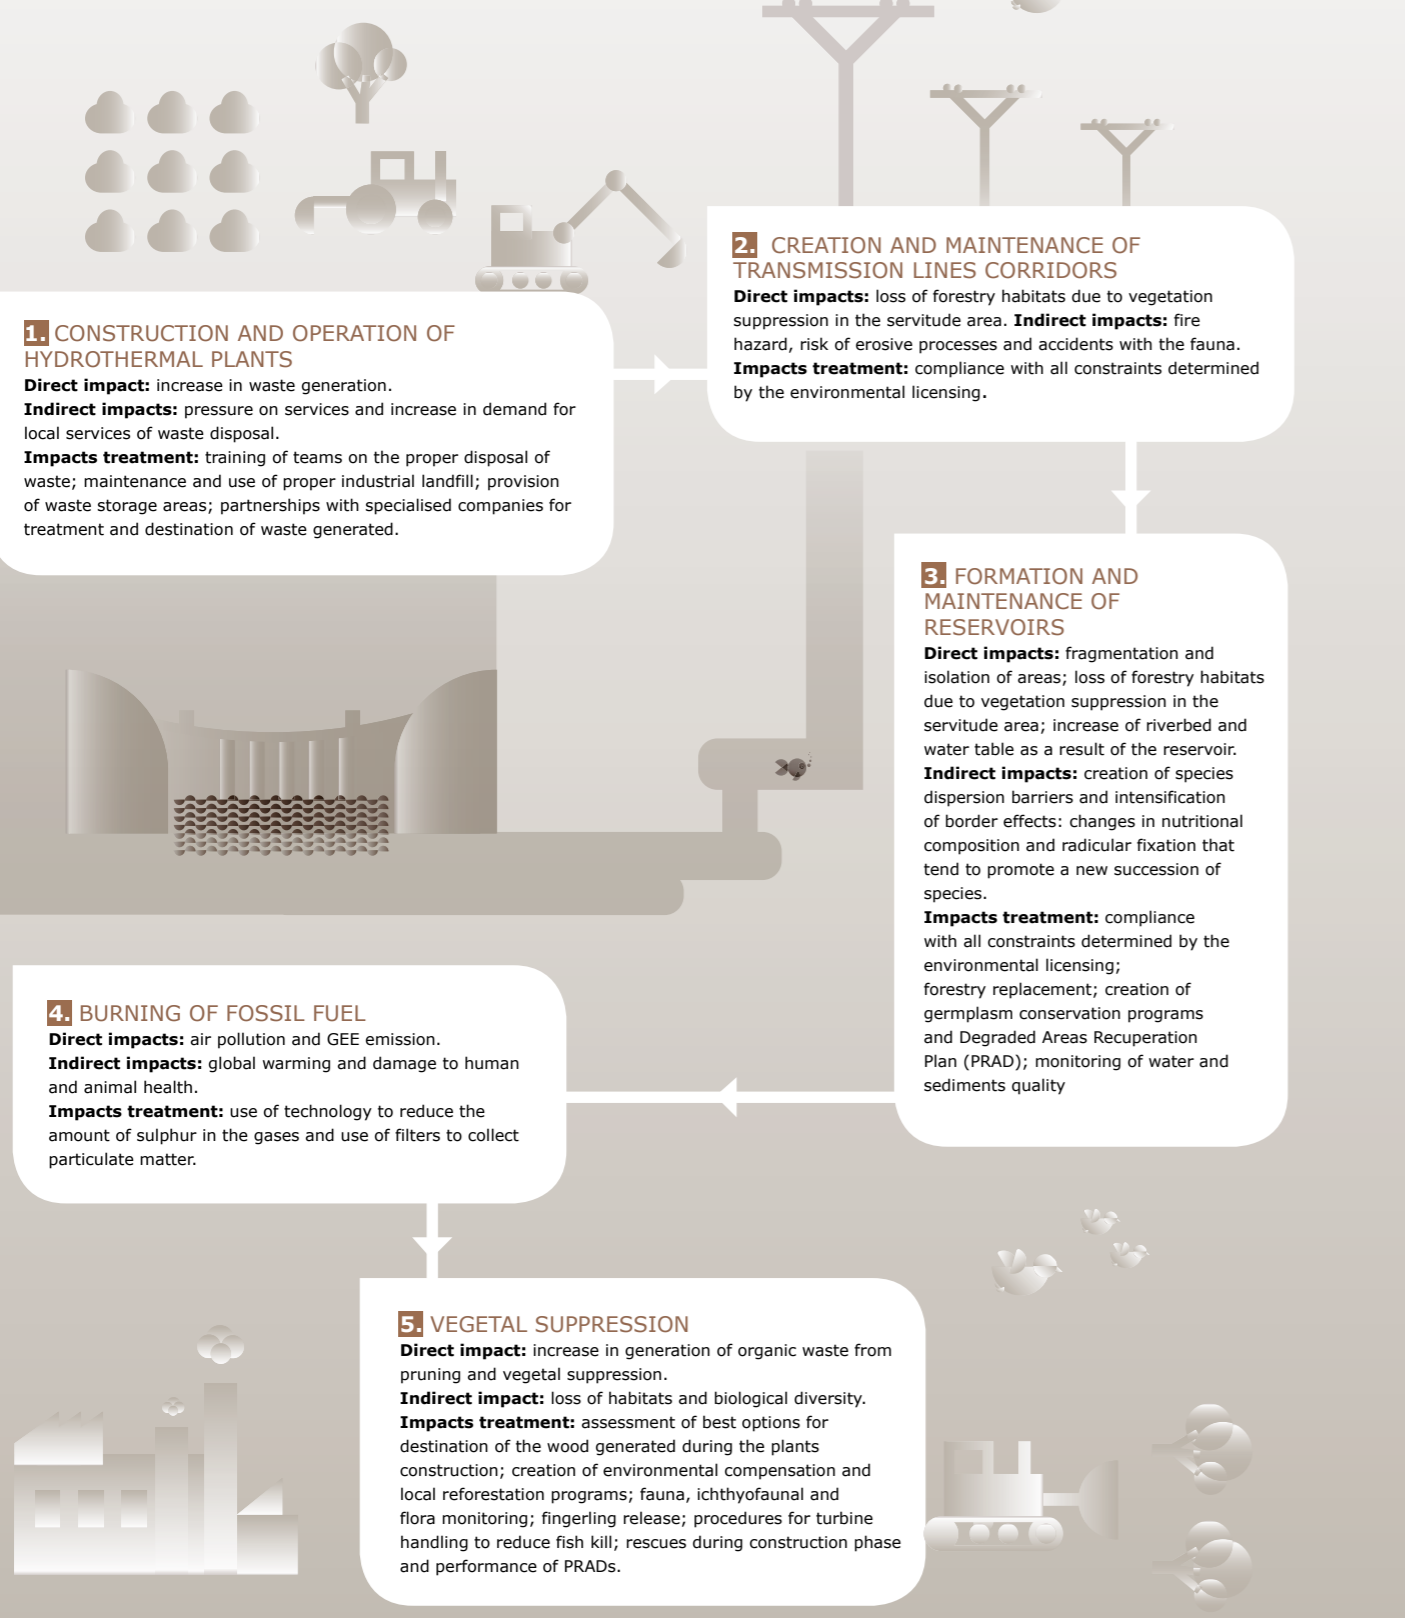 1. CONSTRUCTION AND OPERATION OF
HYDROTHERMAL PLANTS
Direct impact: increase in waste generation.
Indirect impacts: pressure on services and increase in demand for
local services of waste disposal.
Impacts treatment: training of teams on the proper disposal of
waste; maintenance and use of proper industrial landfill; provision
of waste storage areas; partnerships with specialised companies for
treatment and destination of waste generated.
2. CREATION AND MAINTENANCE OF
TRANSMISSION LINES CORRIDORS
Direct impacts: loss of forestry habitats due to vegetation
suppression in the servitude area. Indirect impacts: fire
hazard, risk of erosive processes and accidents with the fauna.
Impacts treatment: compliance with all constraints determined
by the environmental licensing.
3. FORMATION AND
MAINTENANCE OF
RESERVOIRS
Direct impacts: fragmentation and
isolation of areas; loss of forestry habitats
due to vegetation suppression in the
servitude area; increase of riverbed and
water table as a result of the reservoir.
Indirect impacts: creation of species
dispersion barriers and intensification
of border effects: changes in nutritional
composition and radicular fixation that
tend to promote a new succession of
species.
Impacts treatment: compliance
with all constraints determined by the
environmental licensing;
forestry replacement; creation of
germplasm conservation programs
and Degraded Areas Recuperation
Plan (PRAD); monitoring of water and
sediments quality
4. BURNING OF FOSSIL FUEL
Direct impacts: air pollution and GEE emission.
Indirect impacts: global warming and damage to human
and animal health.
Impacts treatment: use of technology to reduce the
amount of sulphur in the gases and use of filters to collect
particulate matter.
5. VEGETAL SUPPRESSION
Direct impact: increase in generation of organic waste from
pruning and vegetal suppression.
Indirect impact: loss of habitats and biological diversity.
Impacts treatment: assessment of best options for
destination of the wood generated during the plants
construction; creation of environmental compensation and
local reforestation programs; fauna, ichthyofaunal and
flora monitoring; fingerling release; procedures for turbine
handling to reduce fish kill; rescues during construction phase
and performance of PRADs.